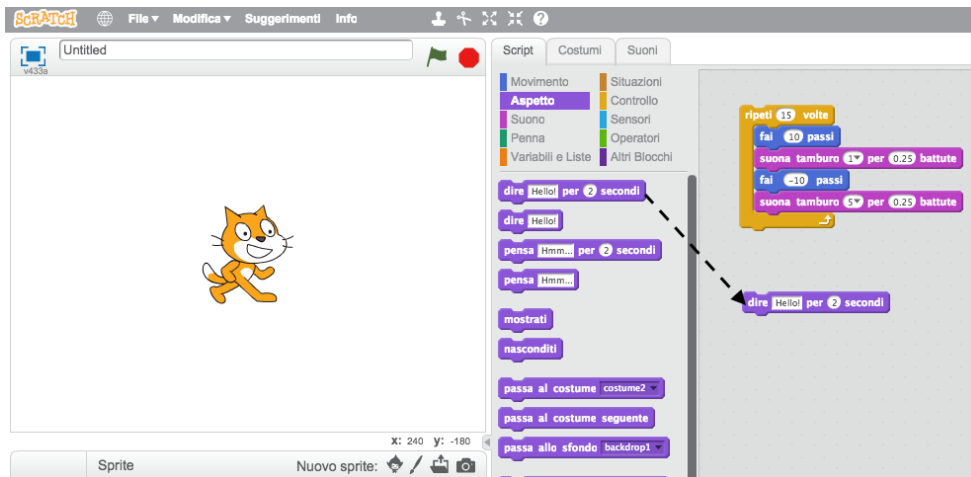 SCRATCH File Modifica Suggerimenti Info
Untitled
v433a
x: 240 y: -180
Sprite Nuovo sprite:
Script Costumi Suoni
Movimento Situazioni
Aspetto Controllo
Suono Sensori
Penna Operatori
Variabili e Liste Altri Blocchi
dire Hello! per 2 secondi
dire Hello!
pensa Hmm... per 2 secondi
pensa Hmm...
mostrati
nasconditi
passa al costume costume2
passa al costume seguente
passa allo sfondo backdrop1
ripeti 15 volte
fai 10 passi
suona tamburo 1 per 0.25 battute
fai -10 passi
suona tamburo 5 per 0.25 battute
dire Hello! per 2 secondi